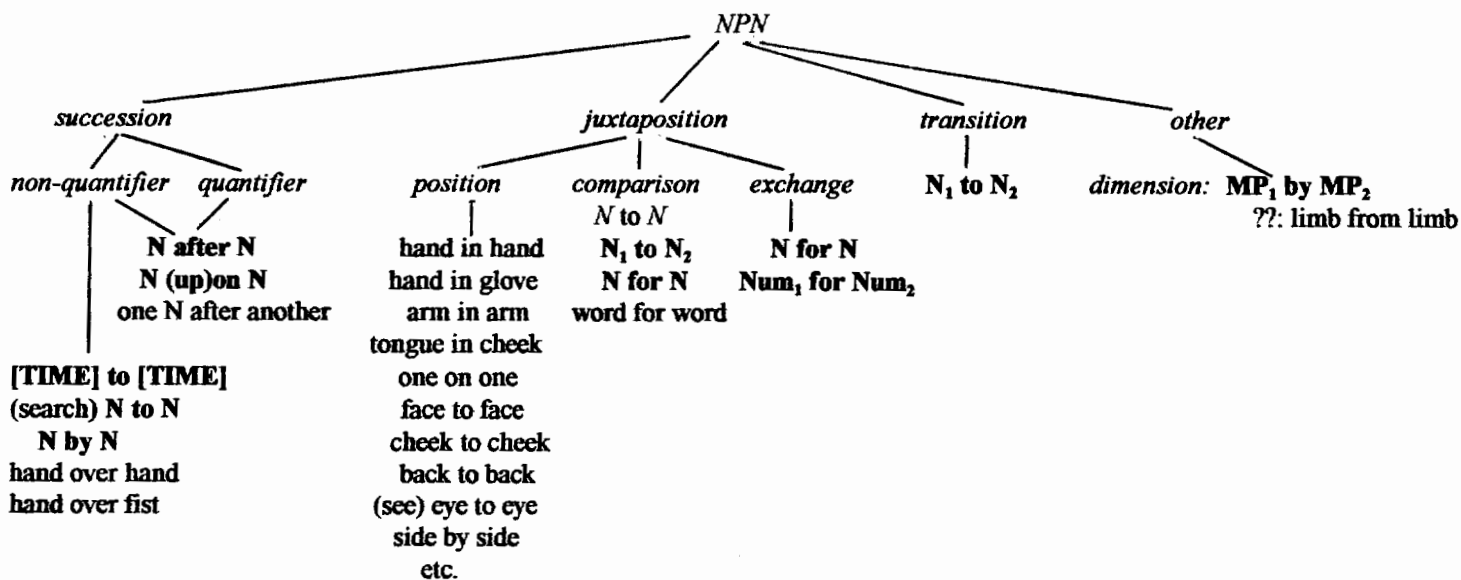 NPN
succession juxtaposition transition other
non-quantifier quantifier position comparison exchange N₁ to N₂ dimension: MP₁ by MP₂
N to N ??: limb from limb
N after N hand in hand N₁ to N₂ N for N
N (up)on N hand in glove N for N Num₁ for Num₂
one N after another arm in arm word for word
tongue in cheek
[TIME] to [TIME] one on one
(search) N to N face to face
N by N cheek to cheek
hand over hand back to back
hand over fist (see) eye to eye
side by side
etc.